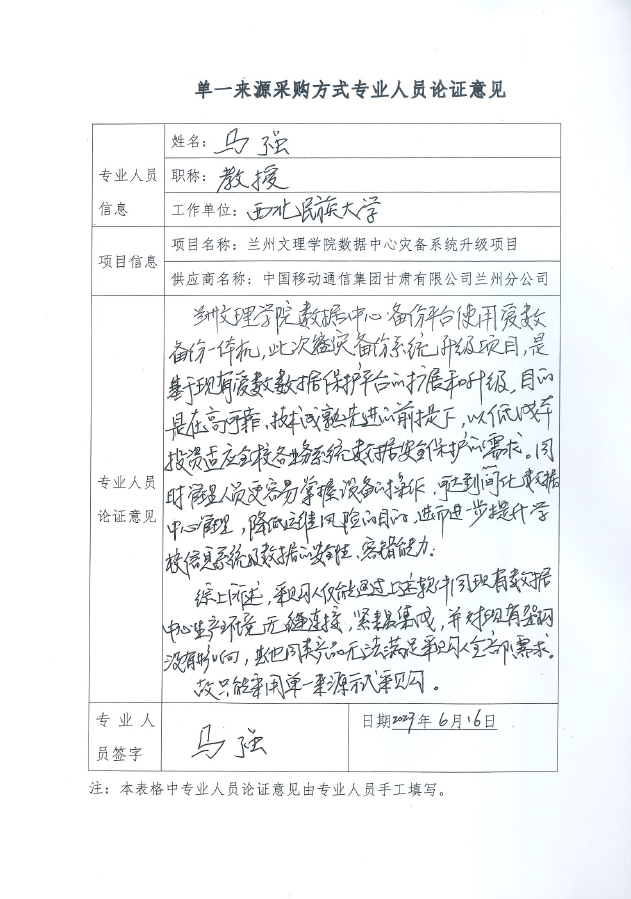 单一来源采购方式专业人员论证意见
专业人员
信息
姓名：马强
职称：教授
工作单位：西北民族大学
项目信息
项目名称：兰州文理学院数据中心灾备系统升级项目
供应商名称：中国移动通信集团甘肃有限公司兰州分公司
专业人员
论证意见
兰州文理学院数据中心备份平台使用爱数
备份一体机，此次容灾备份系统升级项目，是
基于现有爱数数据保护平台的扩展和升级，目的
是在高可靠、技术成熟先进的前提下，以低成本
投资适应全校各业务系统数据安全保护的需求。同
时管理人员更容易掌握设备的操作，可达到简化数据
中心管理，降低运维风险的目的，进而进一步提升学
校信息系统及数据的安全性、容错能力.
综上所述，采购人仅能通过上述软件同现有数据
中心生产环境无缝连接，紧密集成，并对现有架构
没有影响，其他同类产品无法满足采购人全部需求.
故只能采用单一来源方式采购。
专业人
员签字
马强
日期2023年6月16日
注：本表格中专业人员论证意见由专业人员手工填写。